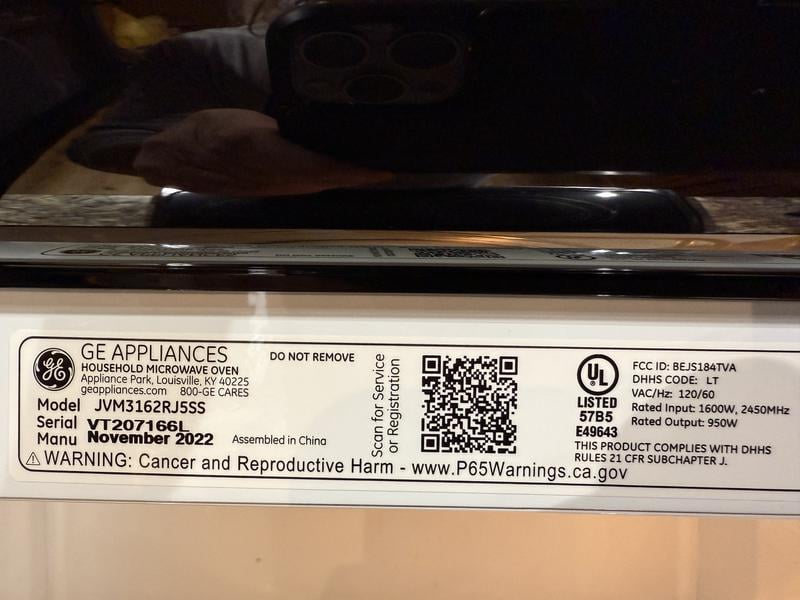 GE APPLIANCES
HOUSEHOLD MICROWAVE OVEN
Appliance Park, Louisville, KY 40225
geappliances.com 800-GE CARES
DO NOT REMOVE
Model JVM3162RJ5SS
Serial VT207166L
Manu November 2022
Assembled in China
Scan for Service
or Registration
UL
LISTED
57B5
E49643
FCC ID: BEJS184TVA
DHHS CODE: LT
VAC/Hz: 120/60
Rated Input: 1600W, 2450MHz
Rated Output: 950W
THIS PRODUCT COMPLIES WITH DHHS
RULES 21 CFR SUBCHAPTER J.
⚠WARNING: Cancer and Reproductive Harm - www.P65Warnings.ca.gov